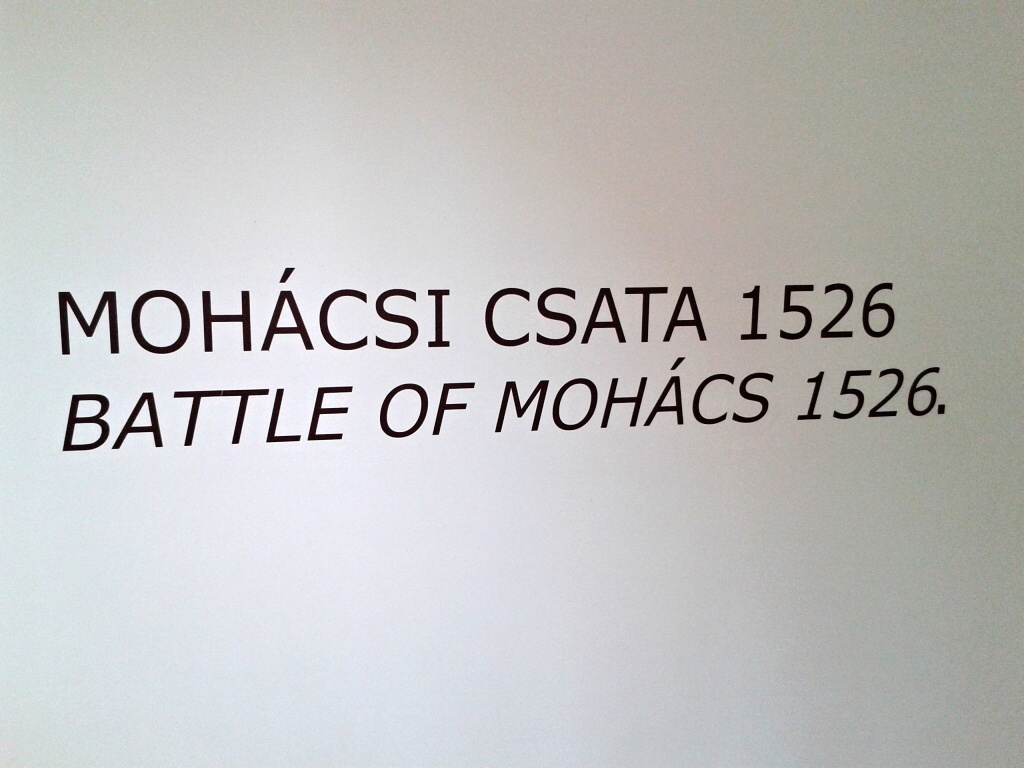 MOHÁCSI CSATA 1526
BATTLE OF MOHÁCS 1526.